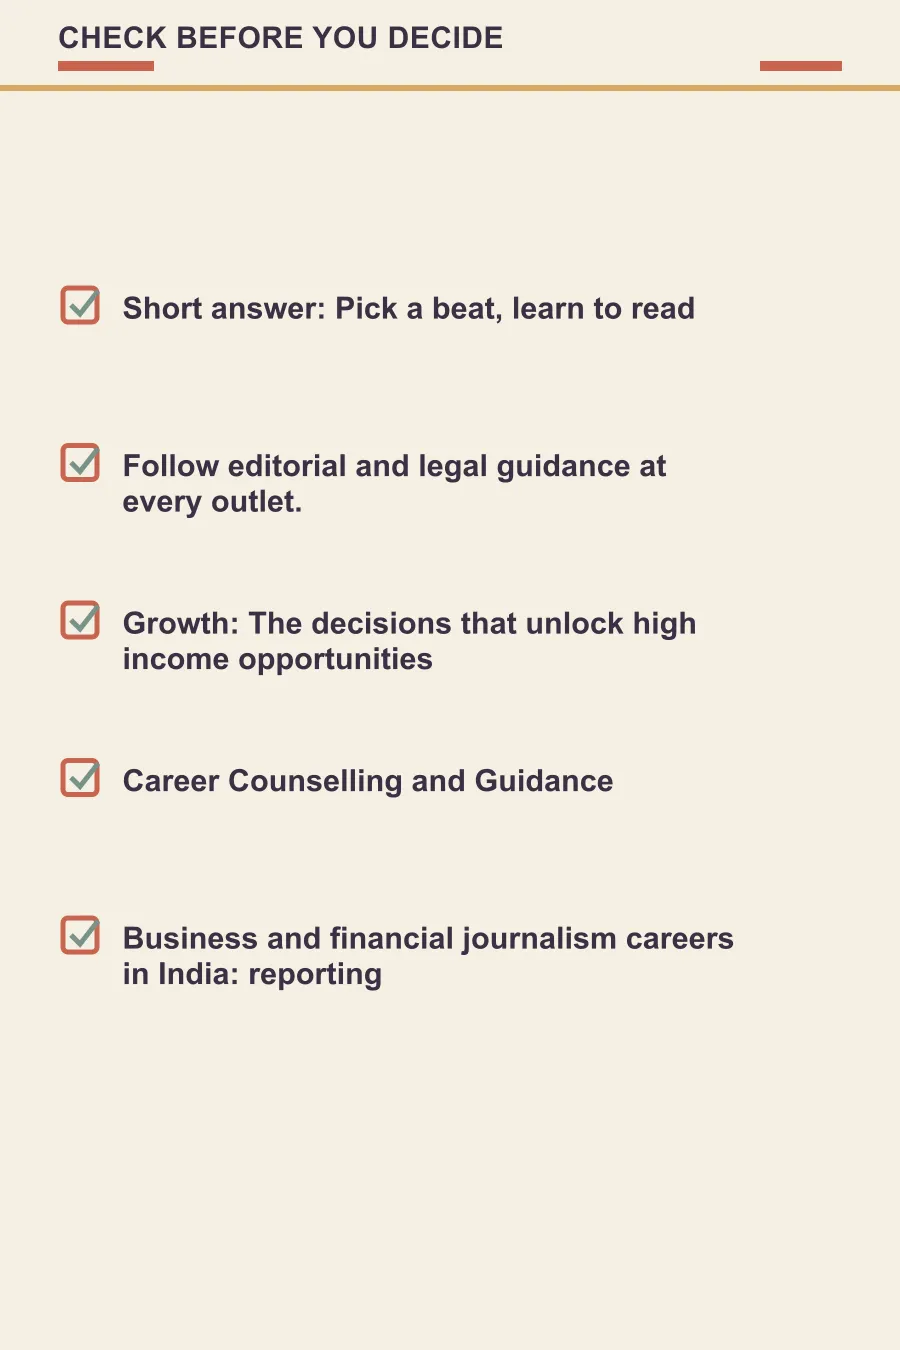 CHECK BEFORE YOU DECIDE
Short answer: Pick a beat, learn to read
Follow editorial and legal guidance at
every outlet.
Growth: The decisions that unlock high
income opportunities
Career Counselling and Guidance
Business and financial journalism careers
in India: reporting